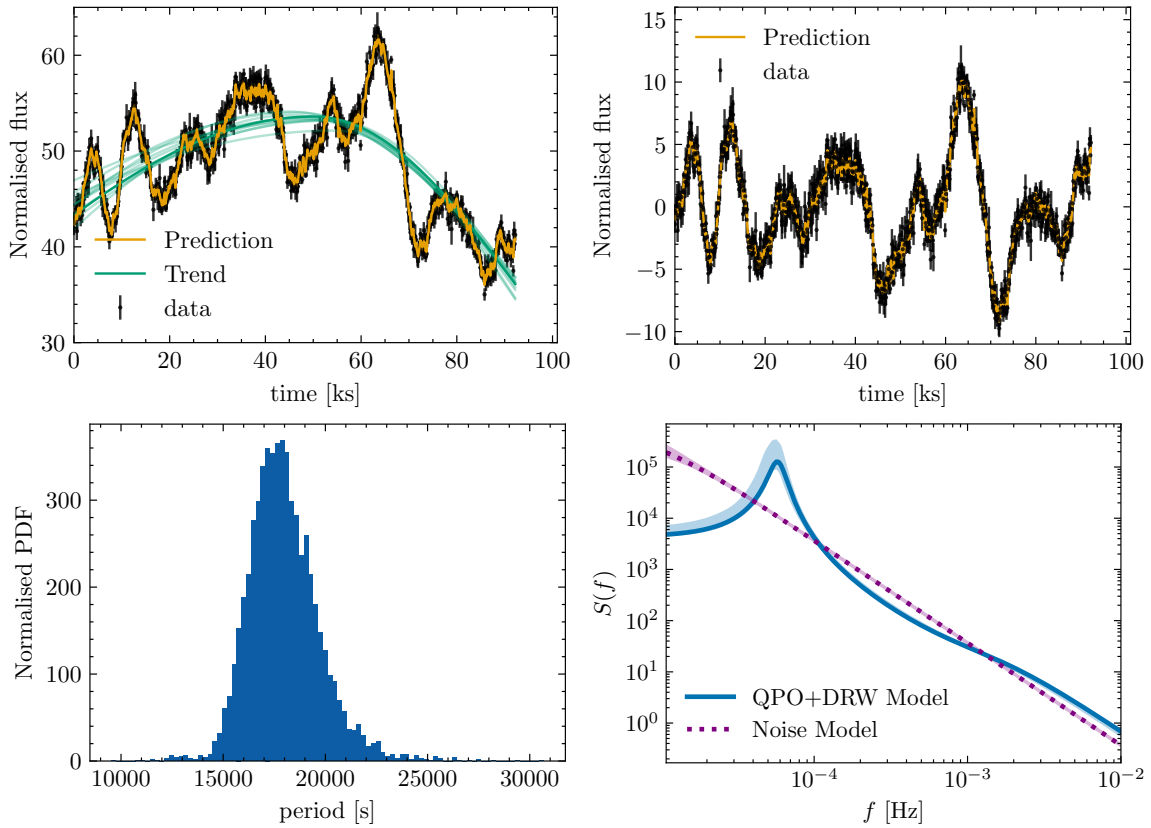 Normalised flux
60
50
40
30
Prediction
Trend
data
0 20 40 60 80 100
time [ks]
Normalised flux
15
10
5
0
−5
−10
Prediction
data
0 20 40 60 80 100
time [ks]
Normalised PDF
300
200
100
0
10000 15000 20000 25000 30000
period [s]
S(f)
10^5
10^4
10^3
10^2
10^1
10^0
QPO+DRW Model
Noise Model
10^−4 10^−3 10^−2
f [Hz]